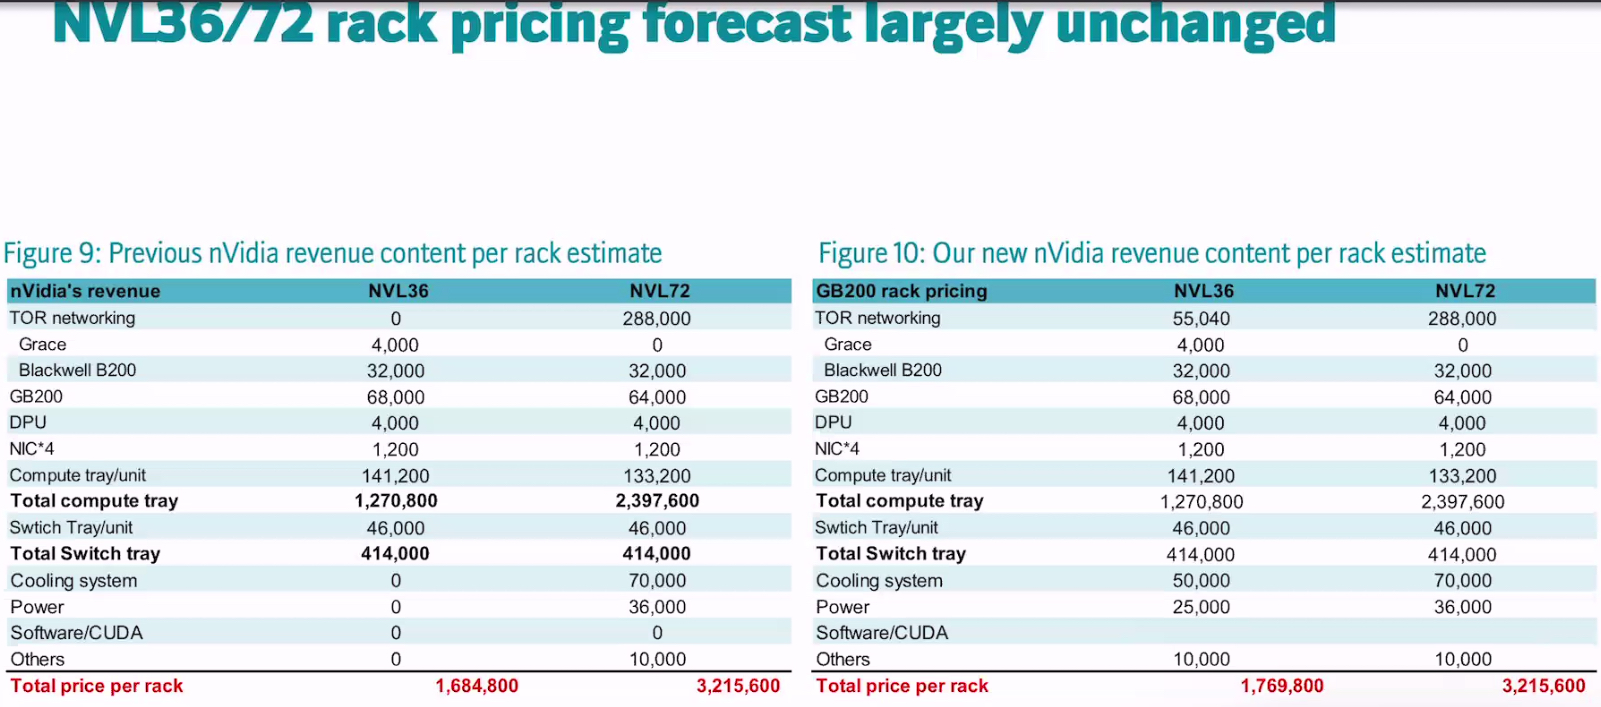 NVL36/72 rack pricing forecast largely unchanged
Figure 9: Previous nVidia revenue content per rack estimate
nVidia's revenue NVL36 NVL72
TOR networking 0 288,000
Grace 4,000 0
Blackwell B200 32,000 32,000
GB200 68,000 64,000
DPU 4,000 4,000
NIC*4 1,200 1,200
Compute tray/unit 141,200 133,200
Total compute tray 1,270,800 2,397,600
Swtich Tray/unit 46,000 46,000
Total Switch tray 414,000 414,000
Cooling system 0 70,000
Power 0 36,000
Software/CUDA 0 0
Others 0 10,000
Total price per rack 1,684,800 3,215,600
Figure 10: Our new nVidia revenue content per rack estimate
GB200 rack pricing NVL36 NVL72
TOR networking 55,040 288,000
Grace 4,000 0
Blackwell B200 32,000 32,000
GB200 68,000 64,000
DPU 4,000 4,000
NIC*4 1,200 1,200
Compute tray/unit 141,200 133,200
Total compute tray 1,270,800 2,397,600
Swtich Tray/unit 46,000 46,000
Total Switch tray 414,000 414,000
Cooling system 50,000 70,000
Power 25,000 36,000
Software/CUDA
Others 10,000 10,000
Total price per rack 1,769,800 3,215,600